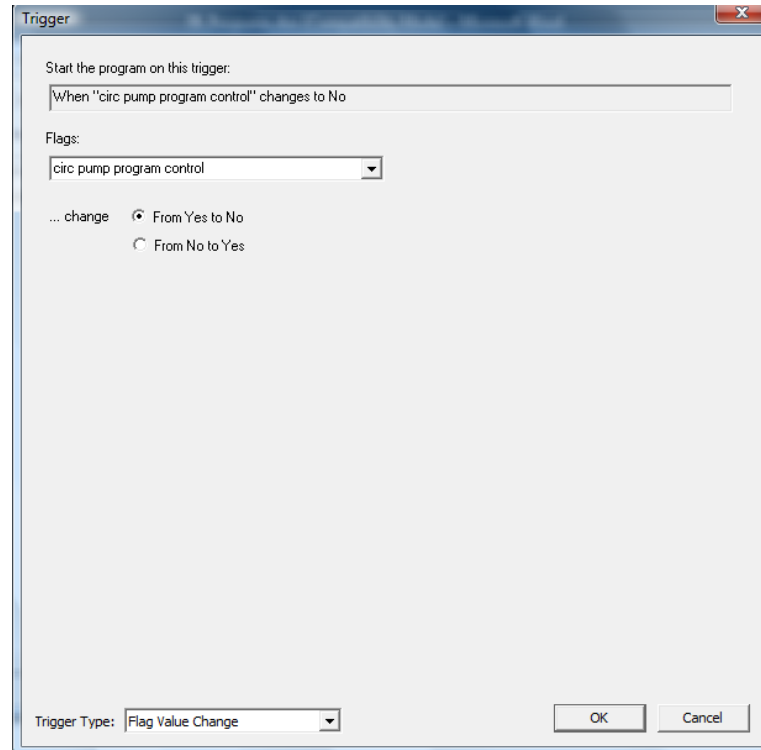 Trigger
Start the program on this trigger:
When "circ pump program control" changes to No
Flags:
circ pump program control
... change From Yes to No
From No to Yes
Trigger Type: Flag Value Change
OK Cancel